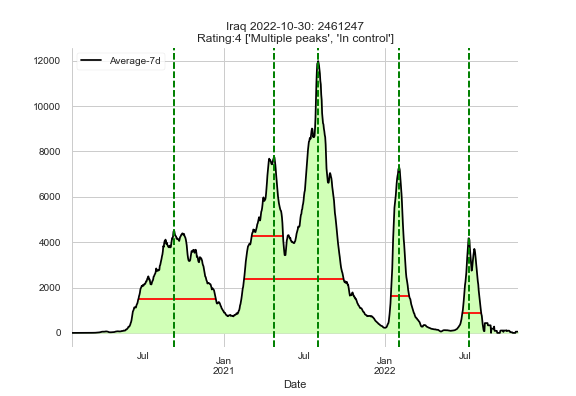 Iraq 2022-10-30: 2461247
Rating:4 ['Multiple peaks', 'In control']
Average-7d
12000
10000
8000
6000
4000
2000
0
Jul
Jan
2021
Jul
Jan
2022
Jul
Date